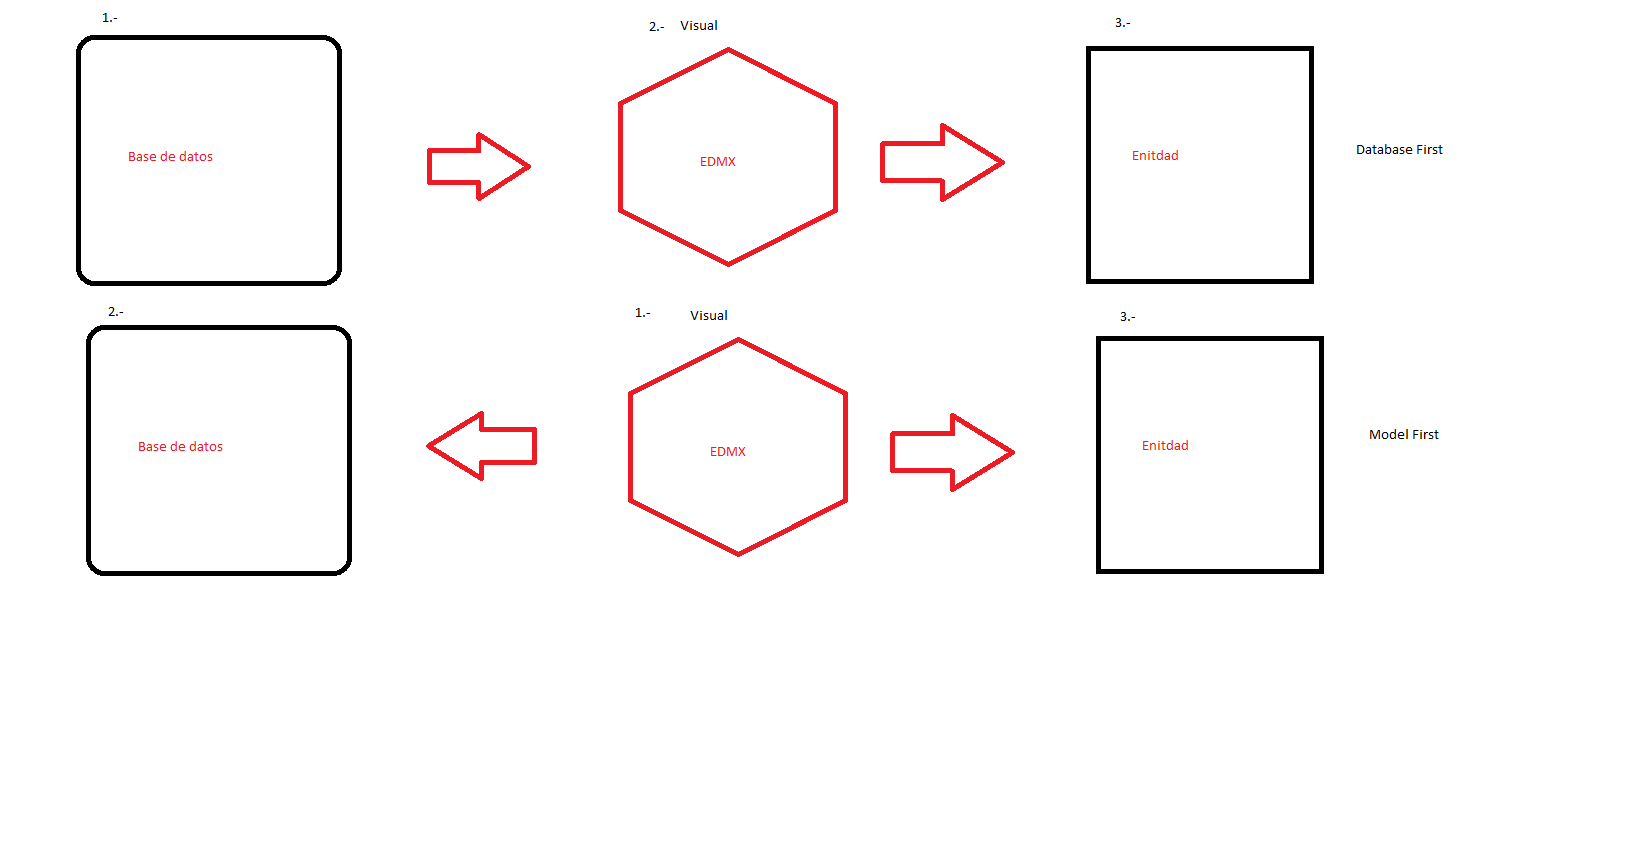 1.-
2.- Visual
3.-
Base de datos
EDMX
Enitdad
Database First
2.-
1.- Visual
3.-
Base de datos
EDMX
Enitdad
Model First